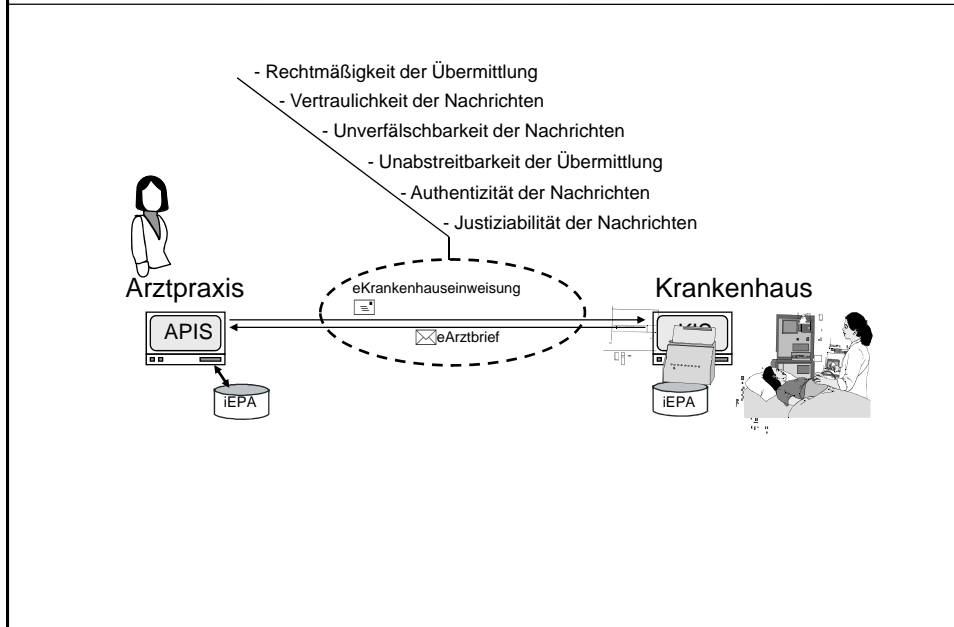 - Rechtmäßigkeit der Übermittlung
- Vertraulichkeit der Nachrichten
- Unverfälschbarkeit der Nachrichten
- Unabstreitbarkeit der Übermittlung
- Authentizität der Nachrichten
- Justiziabilität der Nachrichten
Arztpraxis
eKrankenhauseinweisung
Krankenhaus
APIS
eArztbrief
iEPA
iEPA